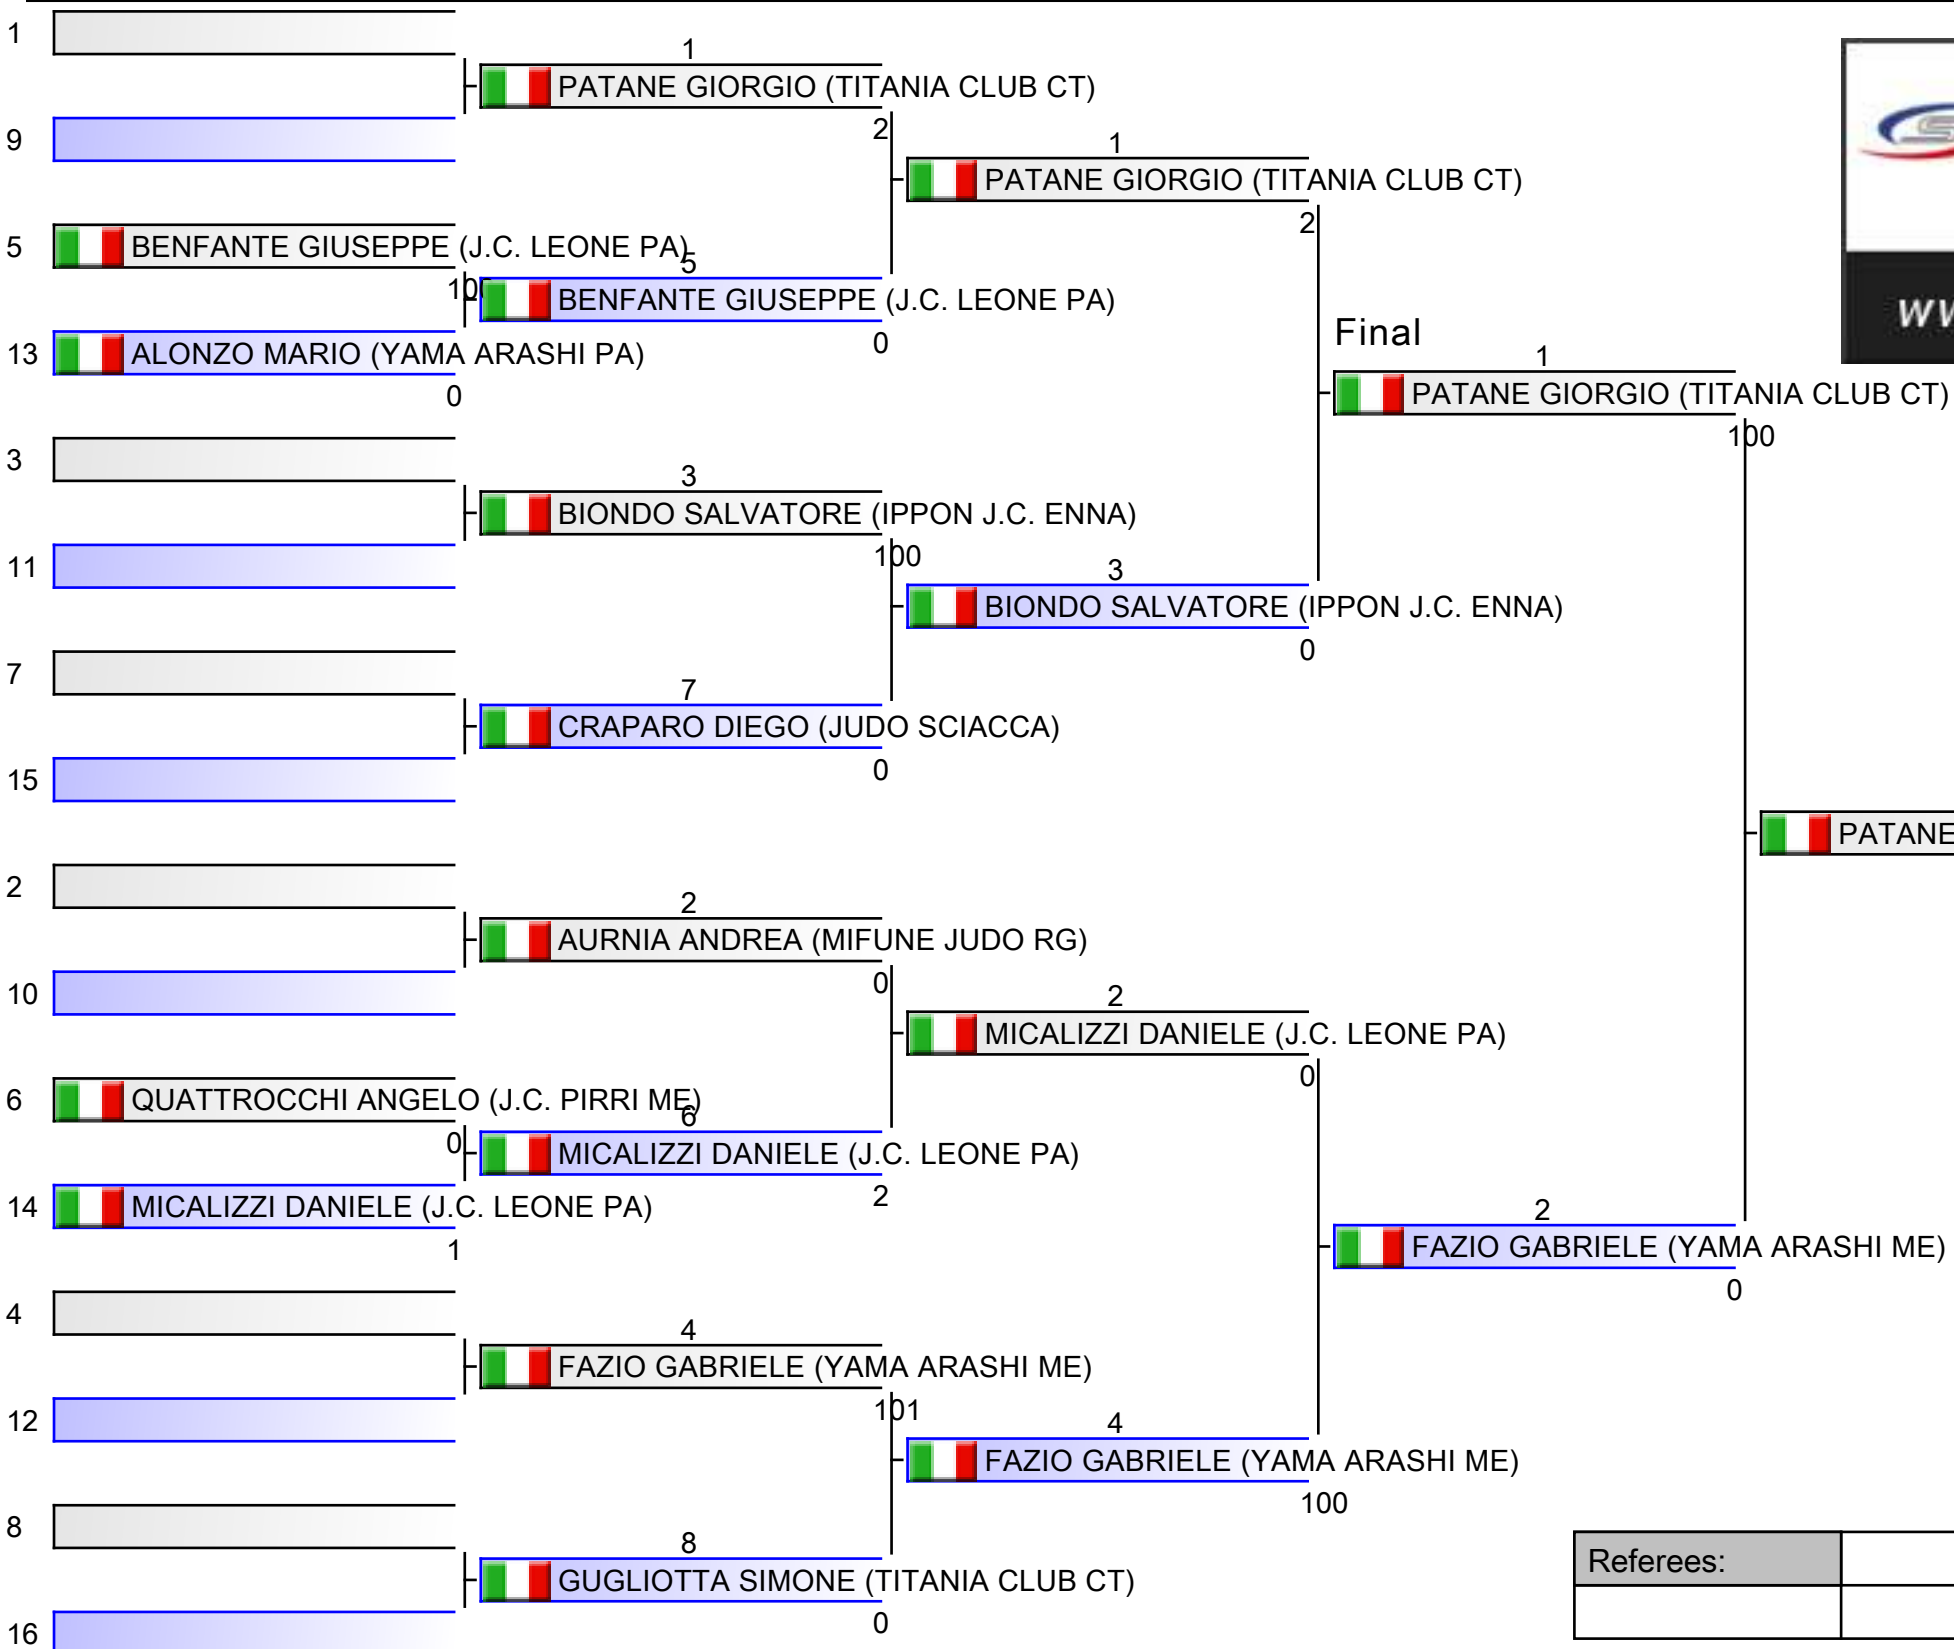 1
1
PATANE GIORGIO (TITANIA CLUB CT)
9
2
1
PATANE GIORGIO (TITANIA CLUB CT)
2
5
BENFANTE GIUSEPPE (J.C. LEONE PA)
5
BENFANTE GIUSEPPE (J.C. LEONE PA)
0
13
ALONZO MARIO (YAMA ARASHI PA)
0
Final
1
PATANE GIORGIO (TITANIA CLUB CT)
100
3
3
BIONDO SALVATORE (IPPON J.C. ENNA)
100
11
3
BIONDO SALVATORE (IPPON J.C. ENNA)
0
7
7
CRAPARO DIEGO (JUDO SCIACCA)
0
15
PATANE
2
2
AURNIA ANDREA (MIFUNE JUDO RG)
0
10
2
MICALIZZI DANIELE (J.C. LEONE PA)
0
6
QUATTROCCHI ANGELO (J.C. PIRRI ME)
0
6
MICALIZZI DANIELE (J.C. LEONE PA)
2
14
MICALIZZI DANIELE (J.C. LEONE PA)
1
2
FAZIO GABRIELE (YAMA ARASHI ME)
0
4
4
FAZIO GABRIELE (YAMA ARASHI ME)
101
12
4
FAZIO GABRIELE (YAMA ARASHI ME)
100
8
8
GUGLIOTTA SIMONE (TITANIA CLUB CT)
0
16
Referees: